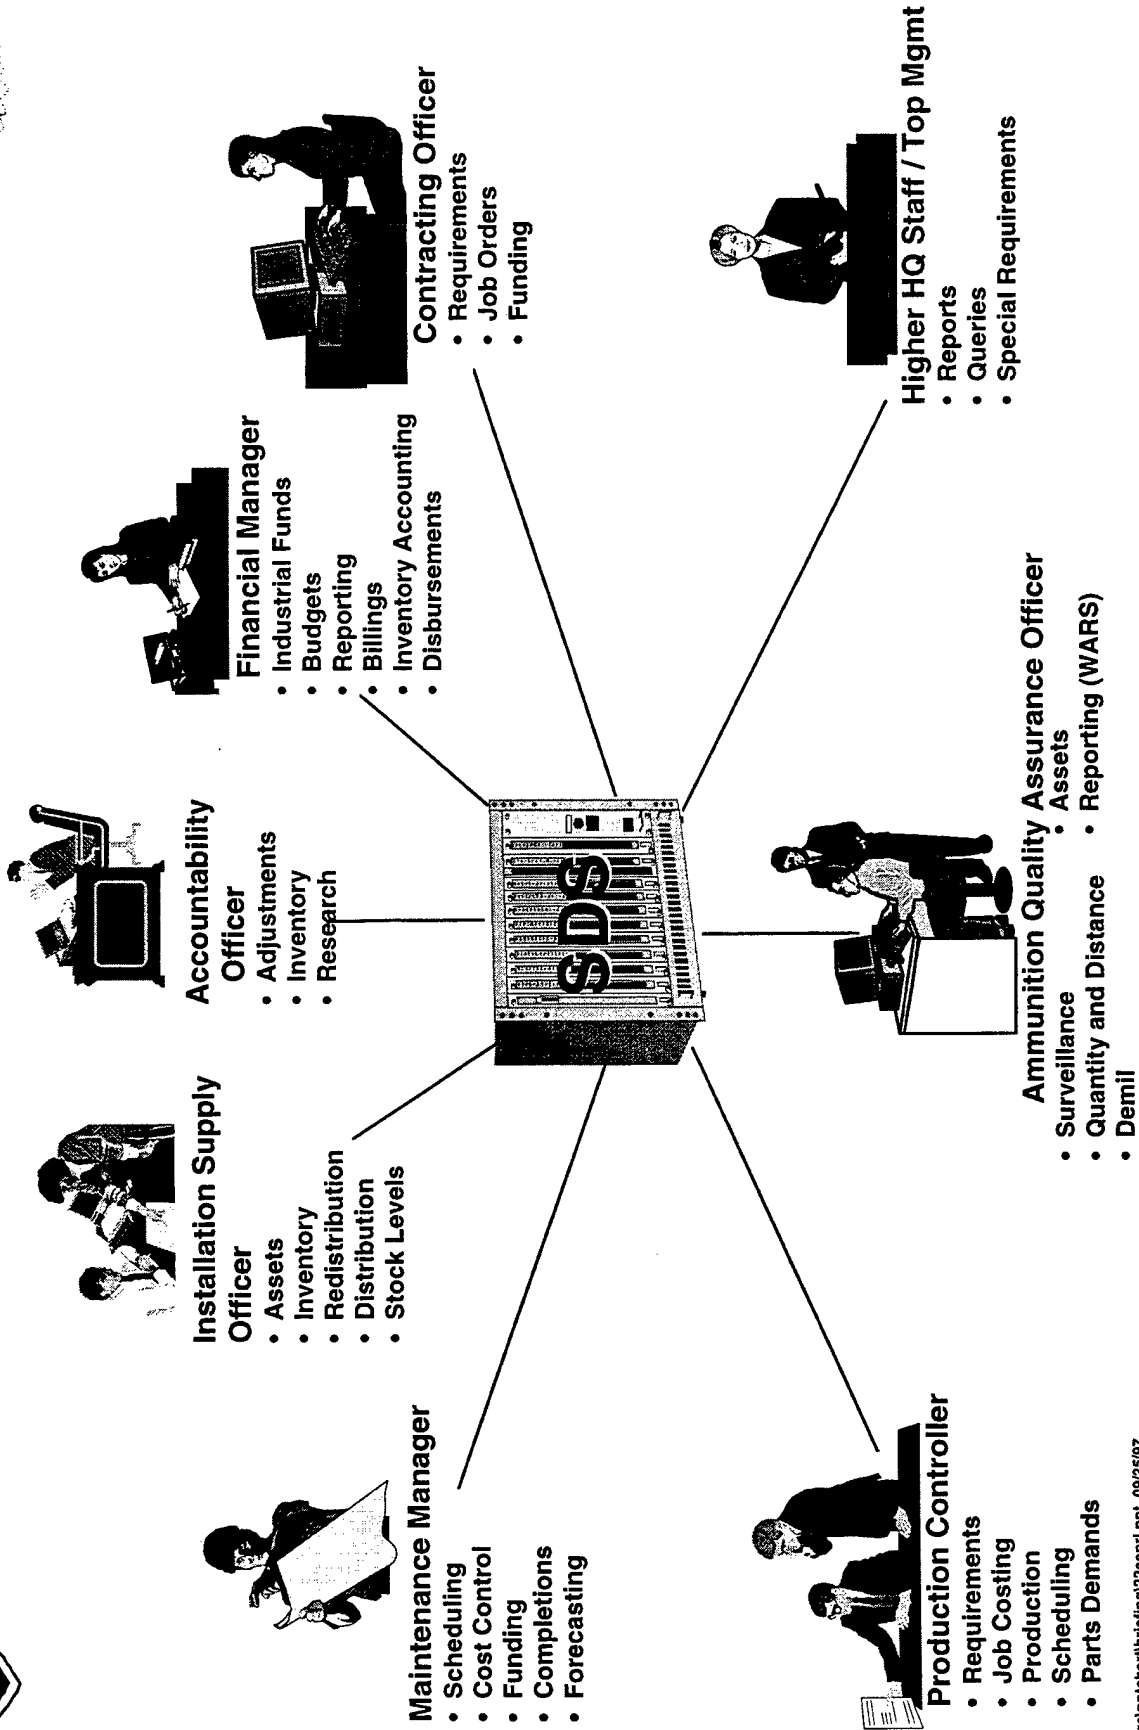 Maintenance Manager
• Scheduling
• Cost Control
• Funding
• Completions
• Forecasting
Installation Supply
Officer
• Assets
• Inventory
• Redistribution
• Distribution
• Stock Levels
Accountability
Officer
• Adjustments
• Inventory
• Research
Financial Manager
• Industrial Funds
• Budgets
• Reporting
• Billings
• Inventory Accounting
• Disbursements
Contracting Officer
• Requirements
• Job Orders
• Funding
SDS
Production Controller
• Requirements
• Job Costing
• Production
• Scheduling
• Parts Demands
Ammunition Quality Assurance Officer
• Surveillance
• Quantity and Distance
• Demil
• Assets
• Reporting (WARS)
Higher HQ Staff / Top Mgmt
• Reports
• Queries
• Special Requirements
09/25/97